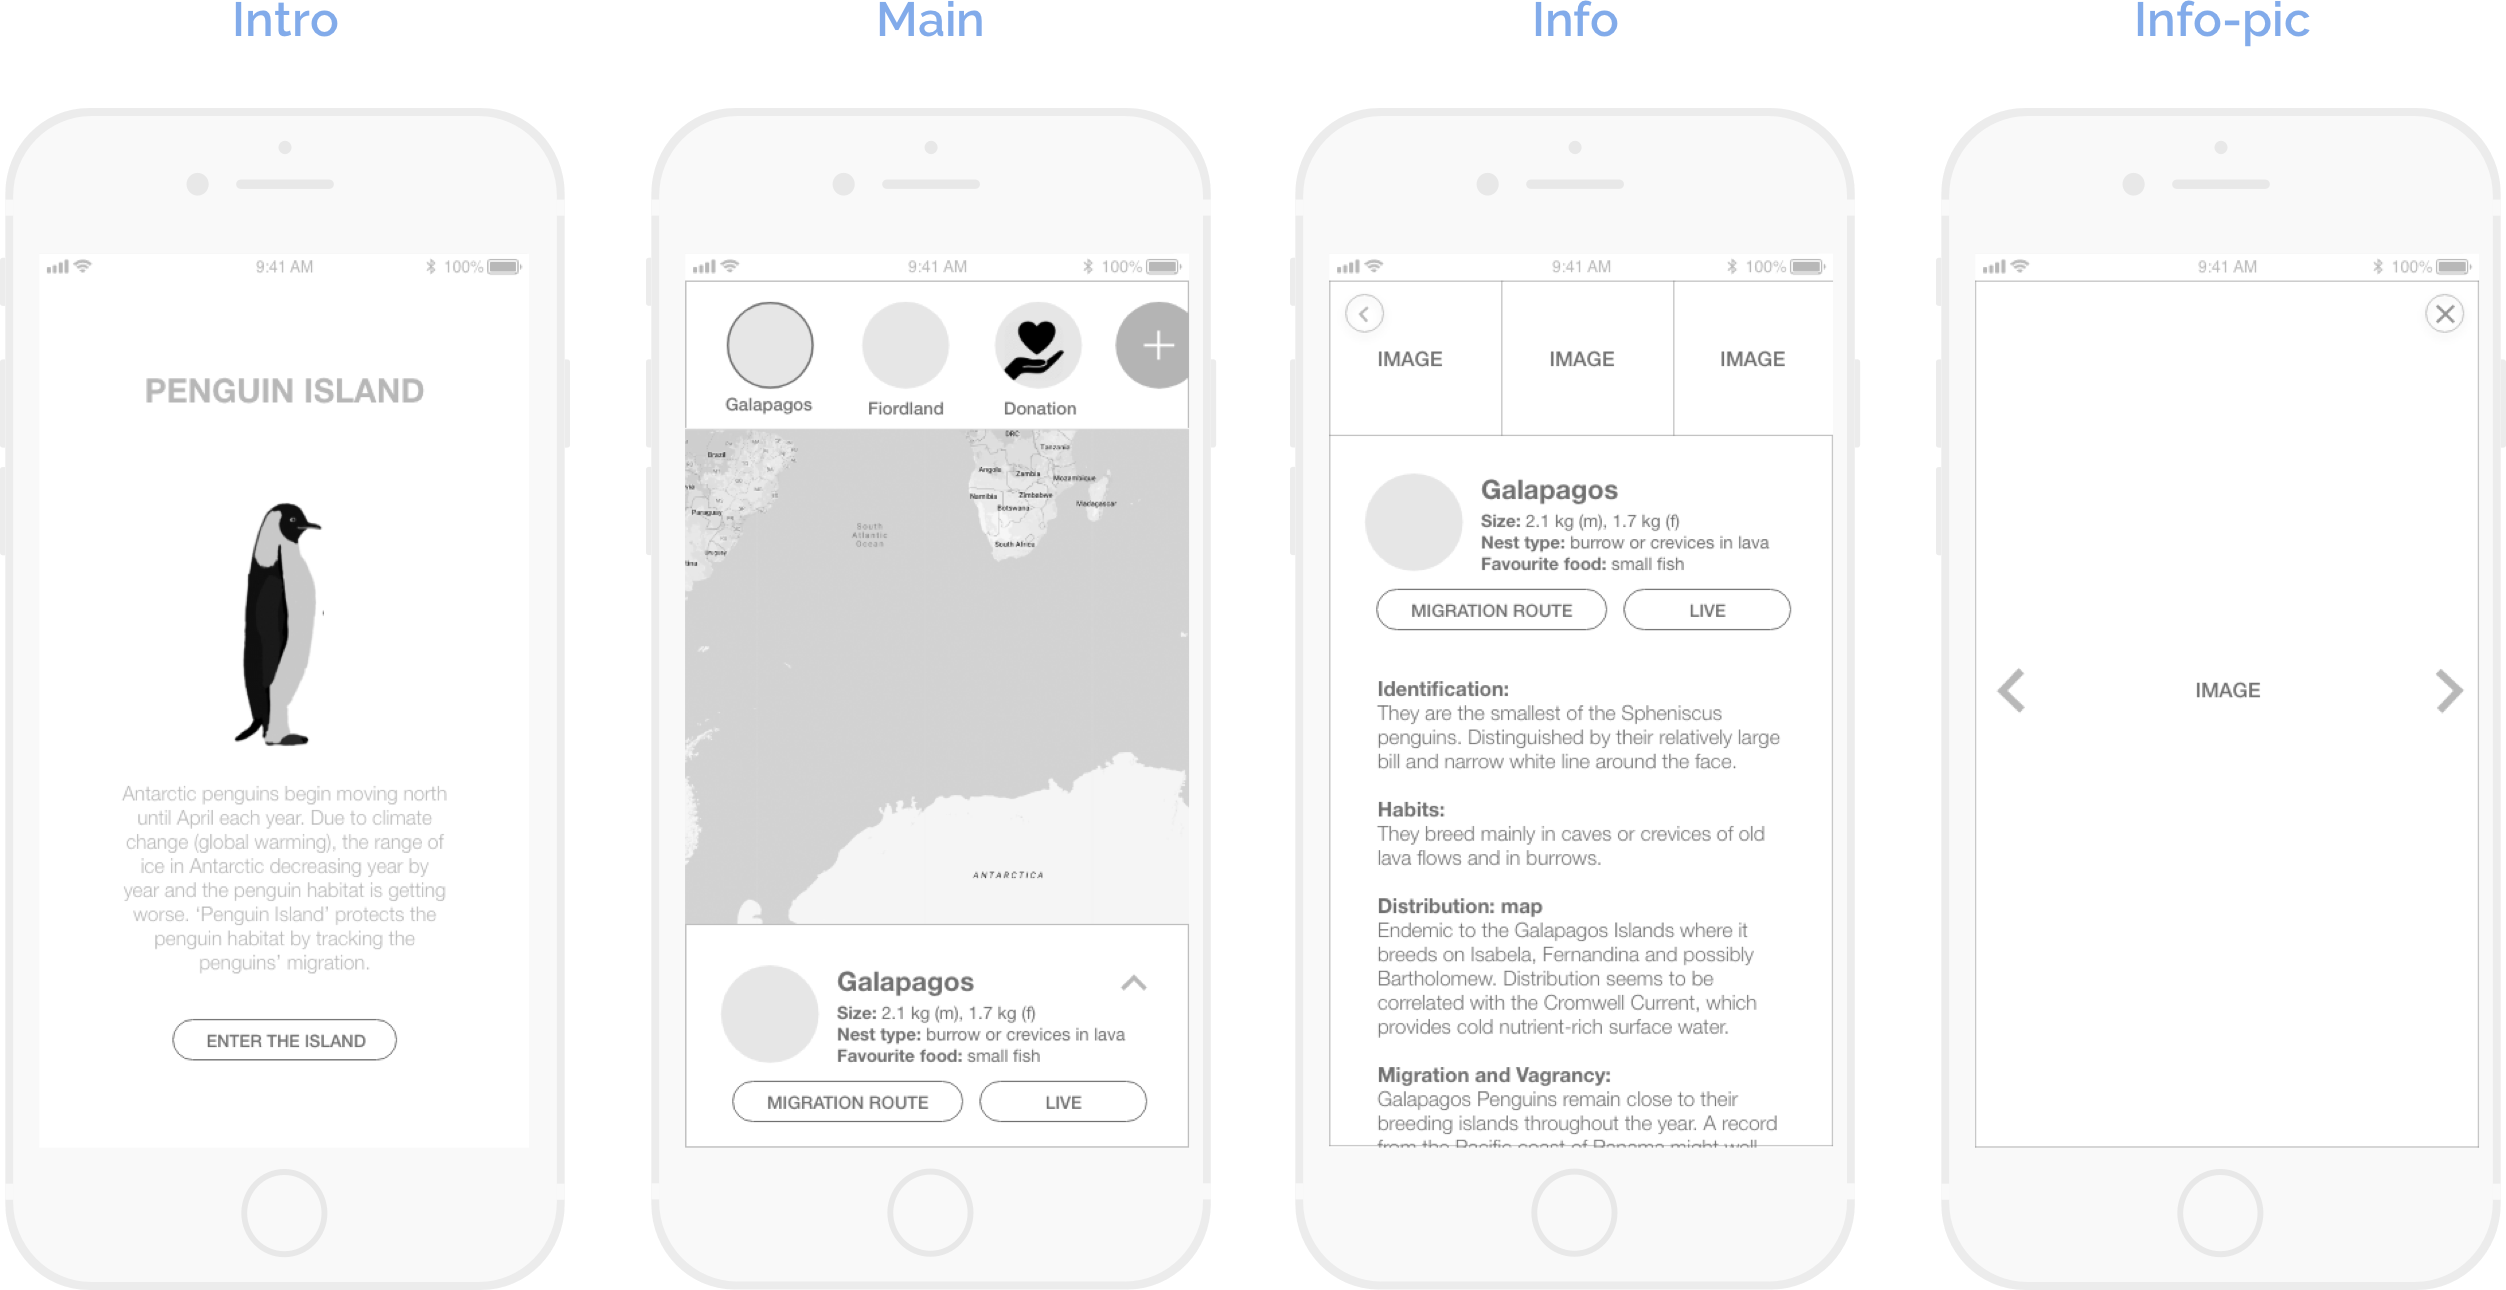 Intro
9:41 AM
100%
PENGUIN ISLAND
Antarctic penguins begin moving north
until April each year. Due to climate
change (global warming), the range of
ice in Antarctic decreasing year by
year and the penguin habitat is getting
worse. ‘Penguin Island’ protects the
penguin habitat by tracking the
penguins’ migration.
ENTER THE ISLAND
Main
9:41 AM
100%
Galapagos
Fiordland
Donation
DRC
Tanzania
Brazil
Angola
Zambia
Mozambique
Namibia
Zimbabwe
Madagascar
Botswana
Paraguay
South
Atlantic
Ocean
South Africa
Uruguay
tina
ANTARCTICA
Galapagos
Size: 2.1 kg (m), 1.7 kg (f)
Nest type: burrow or crevices in lava
Favourite food: small fish
MIGRATION ROUTE
LIVE
Info
9:41 AM
100%
IMAGE
IMAGE
IMAGE
Galapagos
Size: 2.1 kg (m), 1.7 kg (f)
Nest type: burrow or crevices in lava
Favourite food: small fish
MIGRATION ROUTE
LIVE
Identification:
They are the smallest of the Spheniscus
penguins. Distinguished by their relatively large
bill and narrow white line around the face.
Habits:
They breed mainly in caves or crevices of old
lava flows and in burrows.
Distribution: map
Endemic to the Galapagos Islands where it
breeds on Isabela, Fernandina and possibly
Bartholomew. Distribution seems to be
correlated with the Cromwell Current, which
provides cold nutrient-rich surface water.
Migration and Vagrancy:
Galapagos Penguins remain close to their
breeding islands throughout the year. A record
from the Pacific coast of Panama might well
Info-pic
9:41 AM
100%
IMAGE